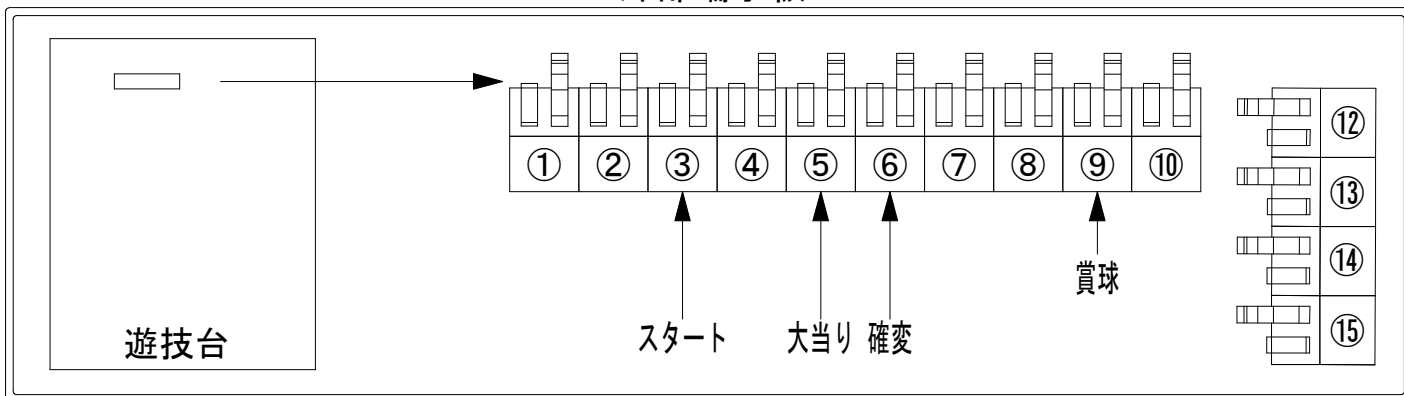 ① ② ③ ④ ⑤ ⑥ ⑦ ⑧ ⑨ ⑩
⑫
⑬
⑭
⑮
賞球
遊技台
スタート 大当り 確変